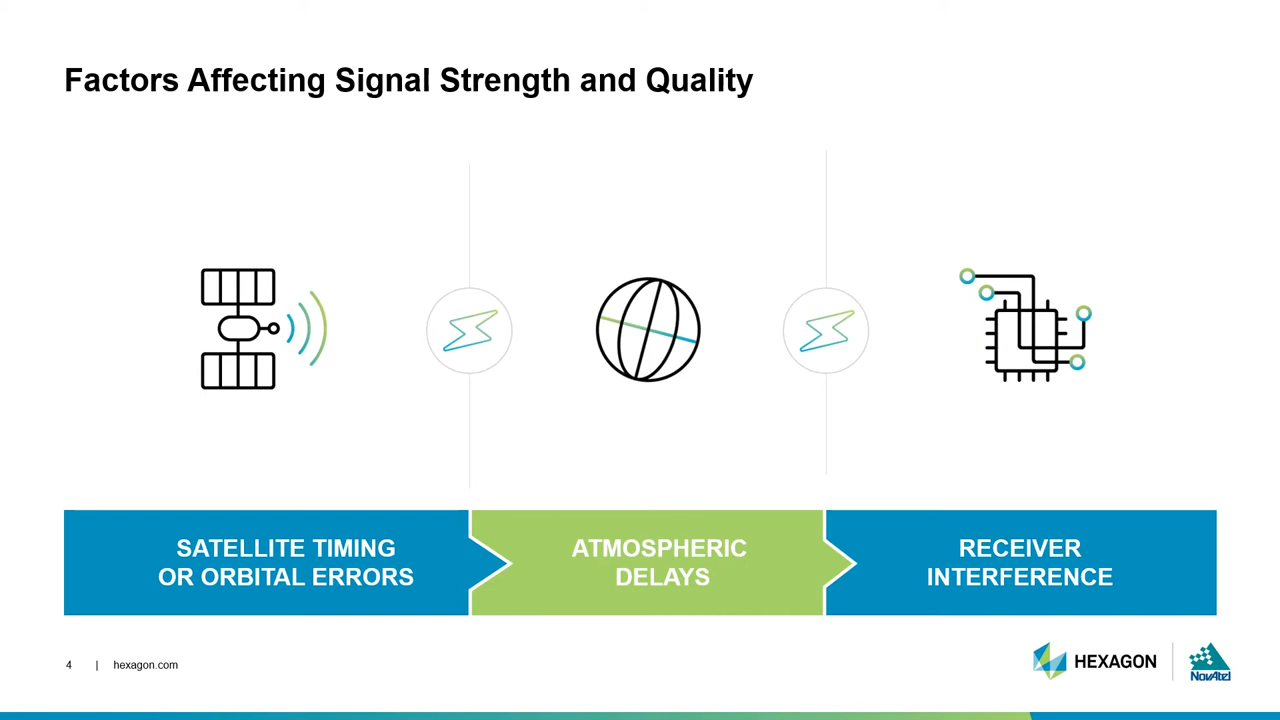 Factors Affecting Signal Strength and Quality
SATELLITE TIMING
OR ORBITAL ERRORS
ATMOSPHERIC
DELAYS
RECEIVER
INTERFERENCE
4 | hexagon.com
HEXAGON
NovAtel